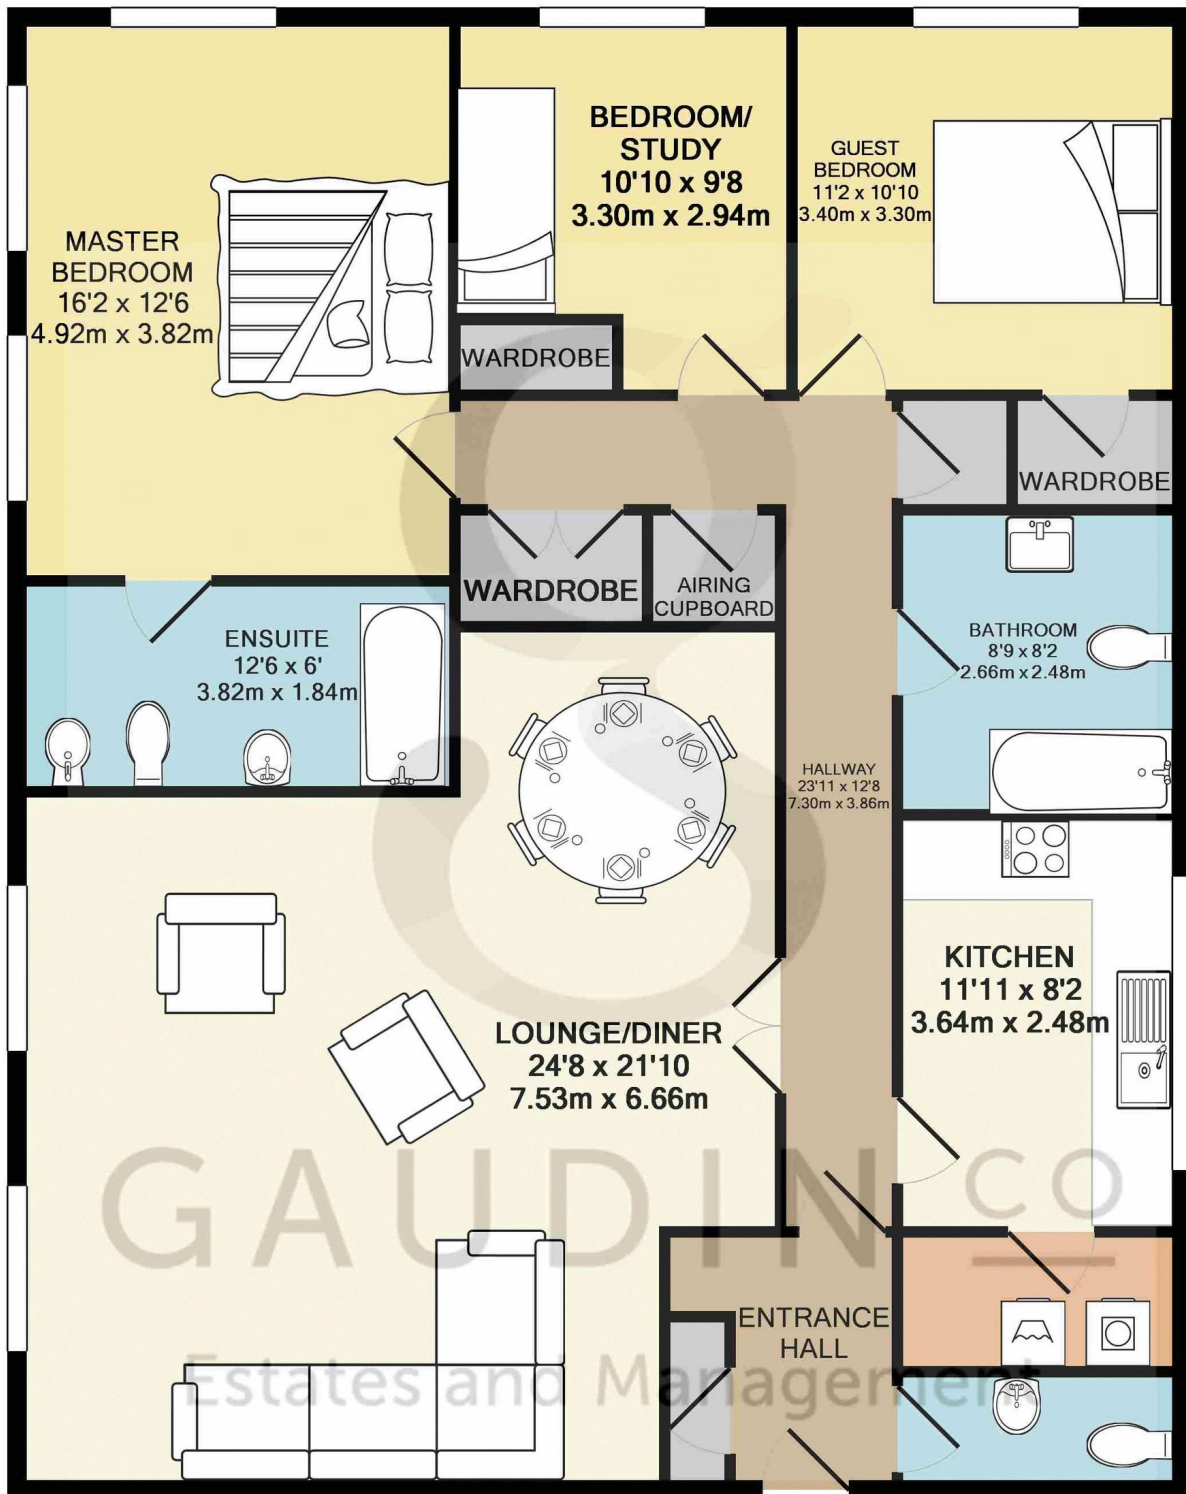 MASTER
BEDROOM
16'2 x 12'6
4.92m x 3.82m
BEDROOM/
STUDY
10'10 x 9'8
3.30m x 2.94m
GUEST
BEDROOM
11'2 x 10'10
3.40m x 3.30m
WARDROBE
WARDROBE
WARDROBE
AIRING
CUPBOARD
ENSUITE
12'6 x 6'
3.82m x 1.84m
BATHROOM
8'9 x 8'2
2.66m x 2.48m
HALLWAY
23'11 x 12'8
7.30m x 3.86m
KITCHEN
11'11 x 8'2
3.64m x 2.48m
LOUNGE/DINER
24'8 x 21'10
7.53m x 6.66m
GAUDIN CO
ENTRANCE
HALL
Estates and Management